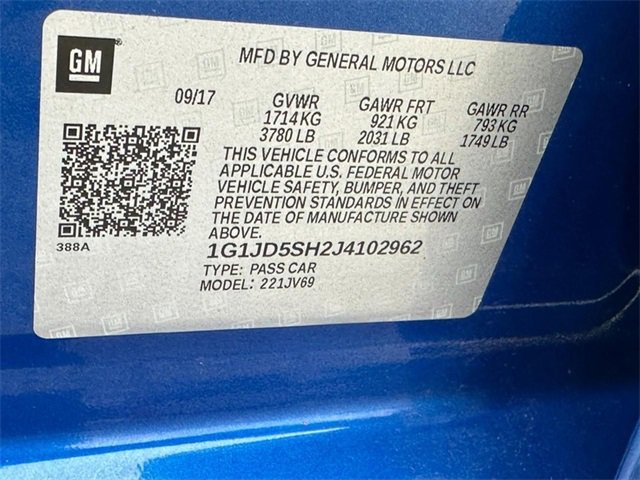 GM
MFD BY GENERAL MOTORS LLC
09/17 GVWR GAWR FRT GAWR RR
1714 KG 921 KG 793 KG
3780 LB 2031 LB 1749 LB
THIS VEHICLE CONFORMS TO ALL
APPLICABLE U.S. FEDERAL MOTOR
VEHICLE SAFETY, BUMPER, AND THEFT
PREVENTION STANDARDS IN EFFECT ON
THE DATE OF MANUFACTURE SHOWN
ABOVE.
388A
1G1JD5SH2J4102962
TYPE: PASS CAR
MODEL: 221JV69